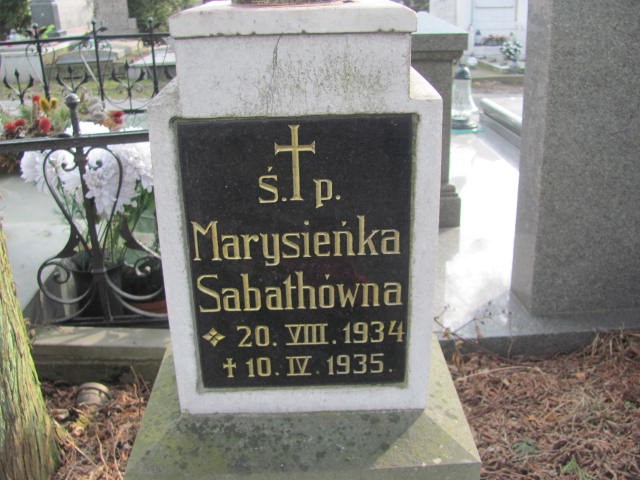 Ś. p.
Marysieńka
Sabathówna
20. VIII. 1934
† 10. IV. 1935.